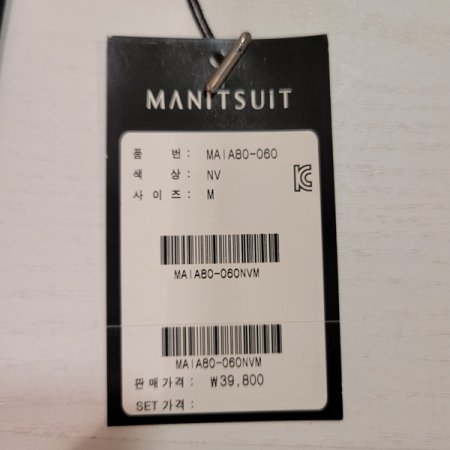 MANITSUIT
품 번 : MAIA80-060
색 상 : NV
사 이 즈 : M
MAIA80-060NVM
MAIA80-060NVM
판 매 가 격 : ₩39,800
SET 가 격 :